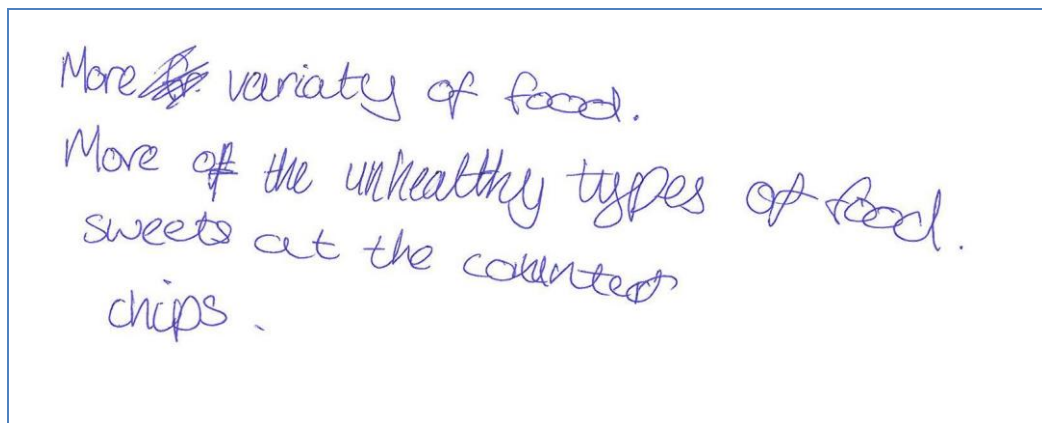 More variaty of food.
More of the unhealthy types of food.
sweets at the counter
chips.